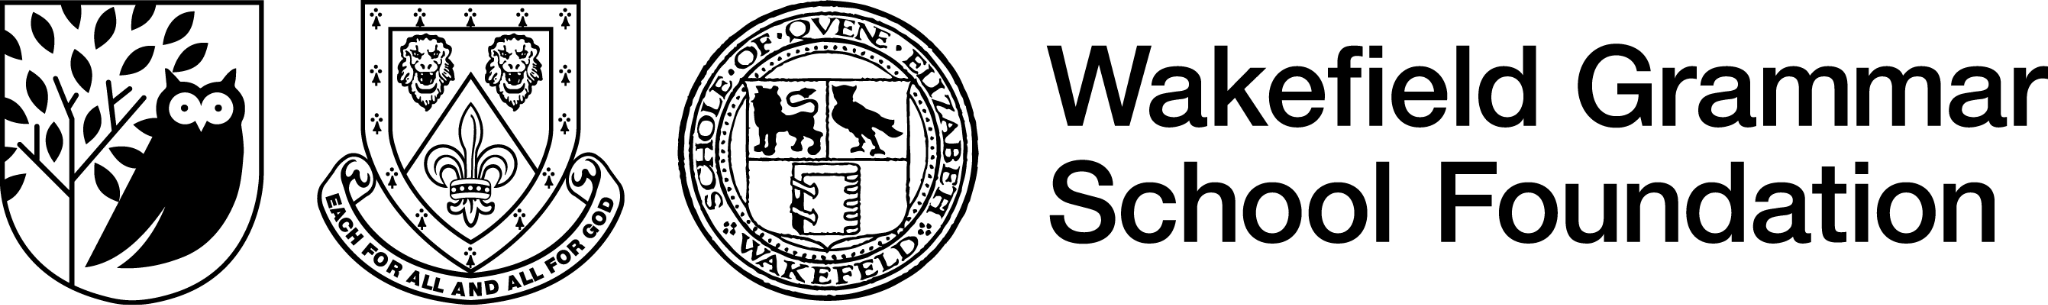 EACH FOR ALL AND ALL FOR GOD
SCHOLE·OF·QVENE·ELIZABETH
WAKEFELD
Wakefield Grammar
School Foundation